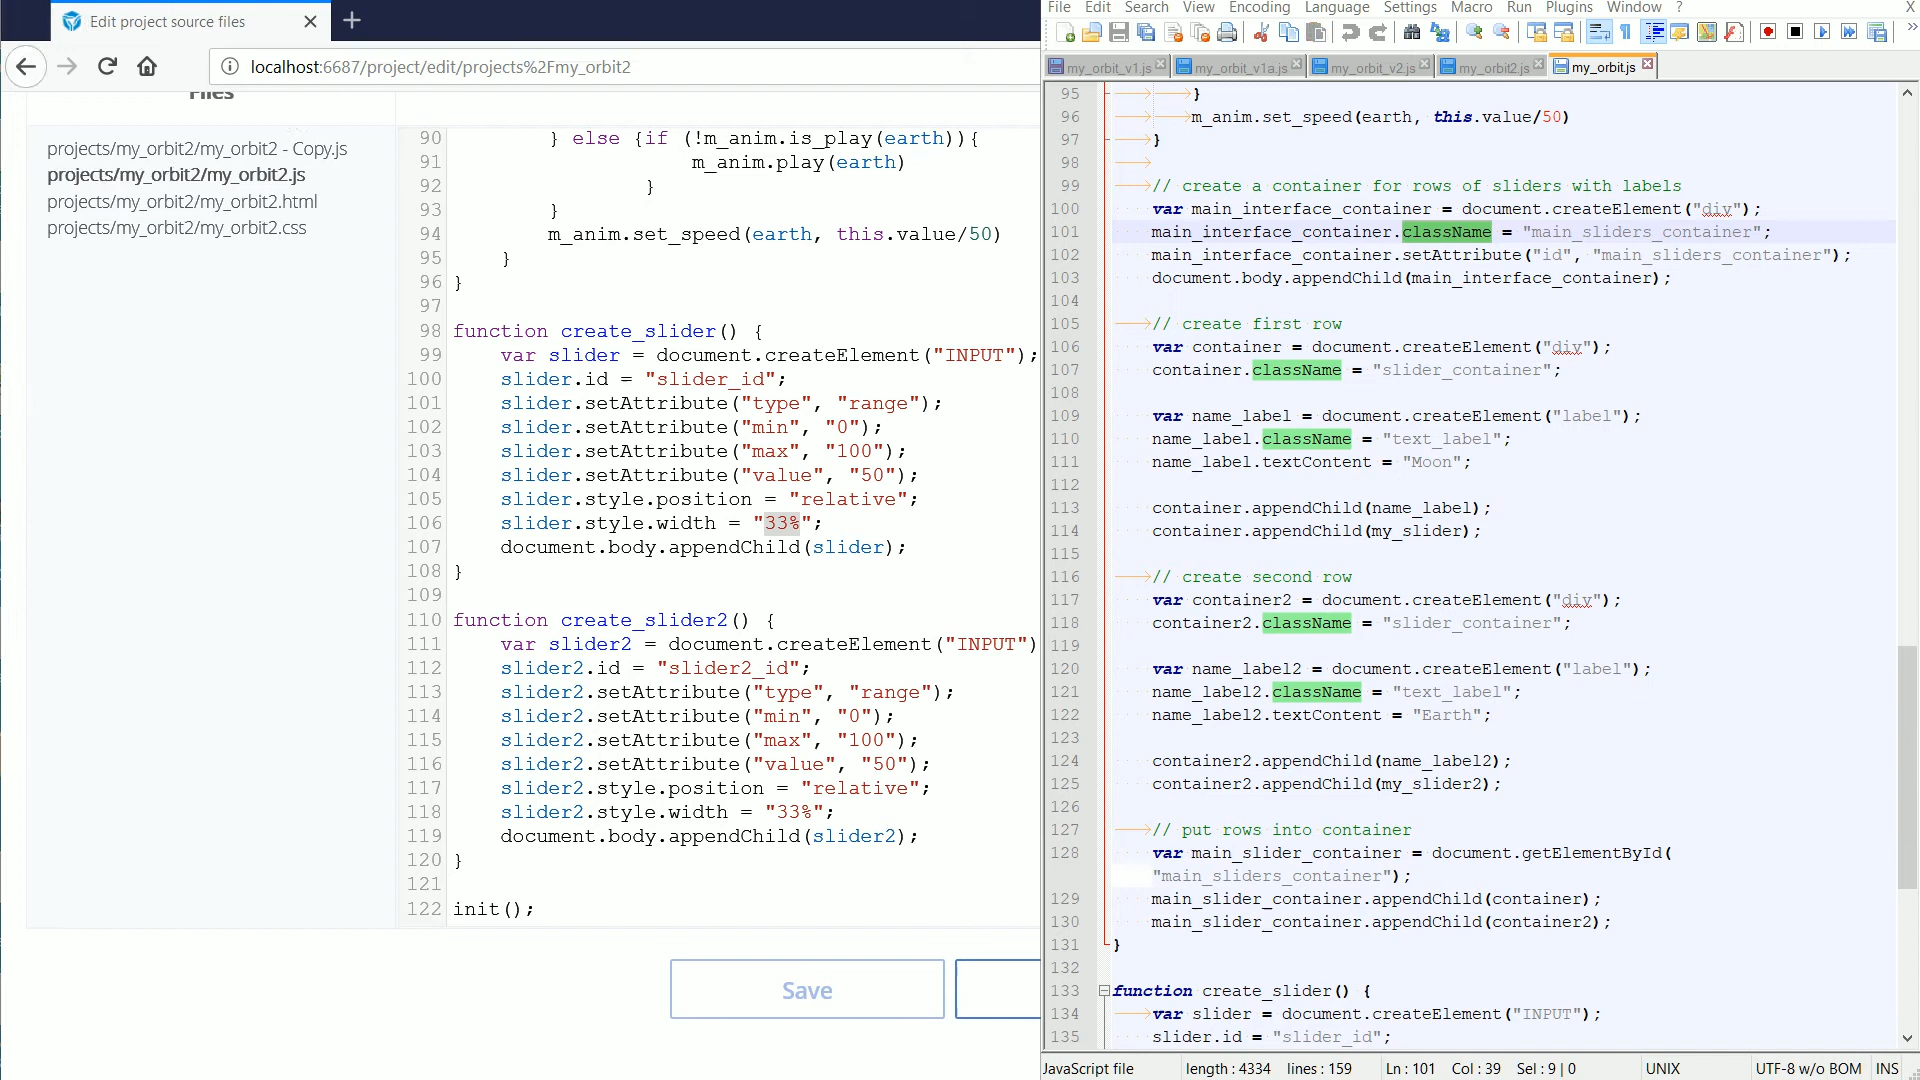 Edit project source files
localhost:6687/project/edit/projects%2Fmy_orbit2
Files
projects/my_orbit2/my_orbit2 - Copy.js
projects/my_orbit2/my_orbit2.js
projects/my_orbit2/my_orbit2.html
projects/my_orbit2/my_orbit2.css
90 } else {if (!m_anim.is_play(earth)){
91 m_anim.play(earth)
92 }
93 }
94 m_anim.set_speed(earth, this.value/50)
95 }
96 }
97
98 function create_slider() {
99 var slider = document.createElement("INPUT");
100 slider.id = "slider_id";
101 slider.setAttribute("type", "range");
102 slider.setAttribute("min", "0");
103 slider.setAttribute("max", "100");
104 slider.setAttribute("value", "50");
105 slider.style.position = "relative";
106 slider.style.width = "33%";
107 document.body.appendChild(slider);
108 }
109
110 function create_slider2() {
111 var slider2 = document.createElement("INPUT")
112 slider2.id = "slider2_id";
113 slider2.setAttribute("type", "range");
114 slider2.setAttribute("min", "0");
115 slider2.setAttribute("max", "100");
116 slider2.setAttribute("value", "50");
117 slider2.style.position = "relative";
118 slider2.style.width = "33%";
119 document.body.appendChild(slider2);
120 }
121
122 init();
Save
File Edit Search View Encoding Language Settings Macro Run Plugins Window ? X
my_orbit_v1.js my_orbit_v1a.js my_orbit_v2.js my_orbit2.js my_orbit.js
95 }
96 m_anim.set_speed(earth, this.value/50)
97 }
98
99 // create a container for rows of sliders with labels
100 var main_interface_container = document.createElement("div");
101 main_interface_container.className = "main_sliders_container";
102 main_interface_container.setAttribute("id", "main_sliders_container");
103 document.body.appendChild(main_interface_container);
104
105 // create first row
106 var container = document.createElement("div");
107 container.className = "slider_container";
108
109 var name_label = document.createElement("label");
110 name_label.className = "text_label";
111 name_label.textContent = "Moon";
112
113 container.appendChild(name_label);
114 container.appendChild(my_slider);
115
116 // create second row
117 var container2 = document.createElement("div");
118 container2.className = "slider_container";
119
120 var name_label2 = document.createElement("label");
121 name_label2.className = "text_label";
122 name_label2.textContent = "Earth";
123
124 container2.appendChild(name_label2);
125 container2.appendChild(my_slider2);
126
127 // put rows into container
128 var main_slider_container = document.getElementById(
"main_sliders_container");
129 main_slider_container.appendChild(container);
130 main_slider_container.appendChild(container2);
131 }
132
133 function create_slider() {
134 var slider = document.createElement("INPUT");
135 slider.id = "slider_id";
JavaScript file length : 4334 lines : 159 Ln : 101 Col : 39 Sel : 9 | 0 UNIX UTF-8 w/o BOM INS